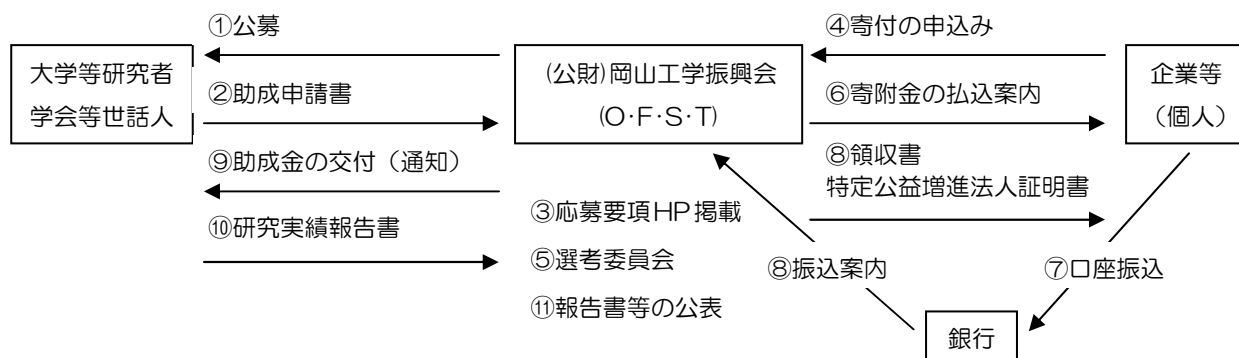 ①公募
④寄付の申込み
大学等研究者
学会等世話人
(公財)岡山工学振興会
(O・F・S・T)
企業等
（個人）
②助成申請書
⑥寄附金の払込案内
⑨助成金の交付（通知）
⑧領収書
特定公益増進法人証明書
③応募要項HP掲載
⑩研究実績報告書
⑤選考委員会
⑧振込案内
⑦口座振込
⑪報告書等の公表
銀行